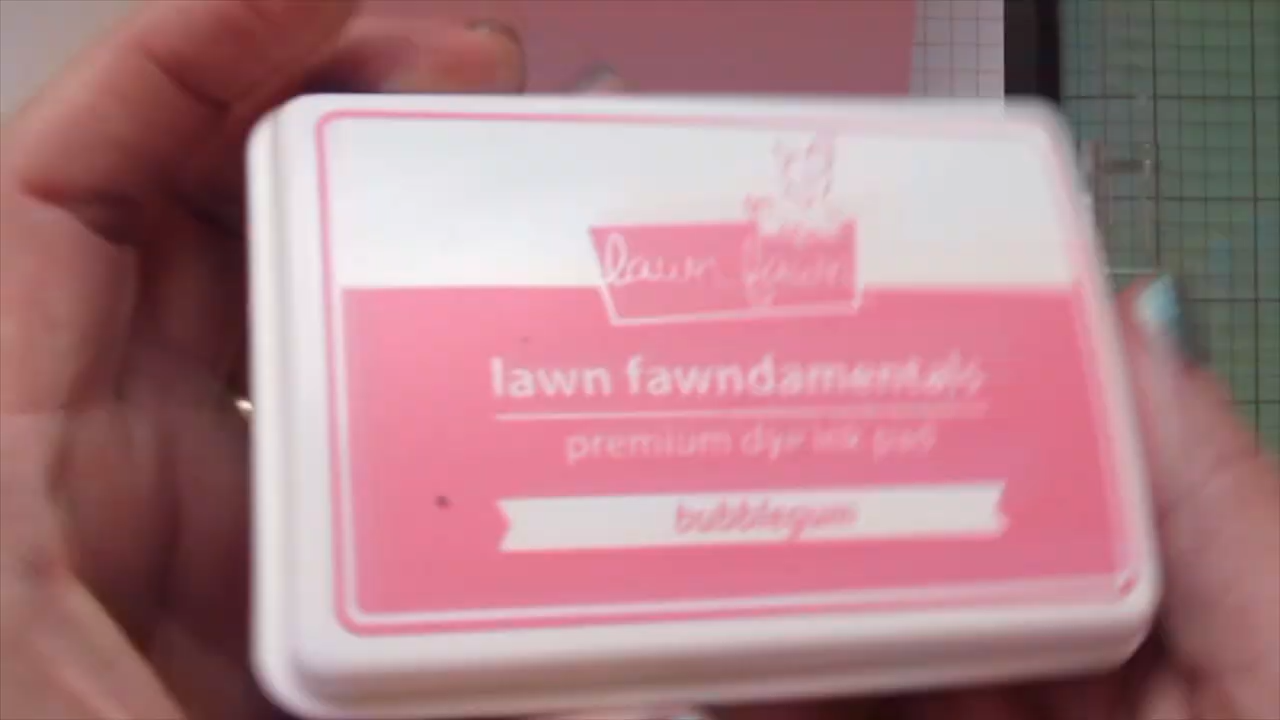 lawn fawn
lawn fawndamentals
premium dye ink pad
bubblegum